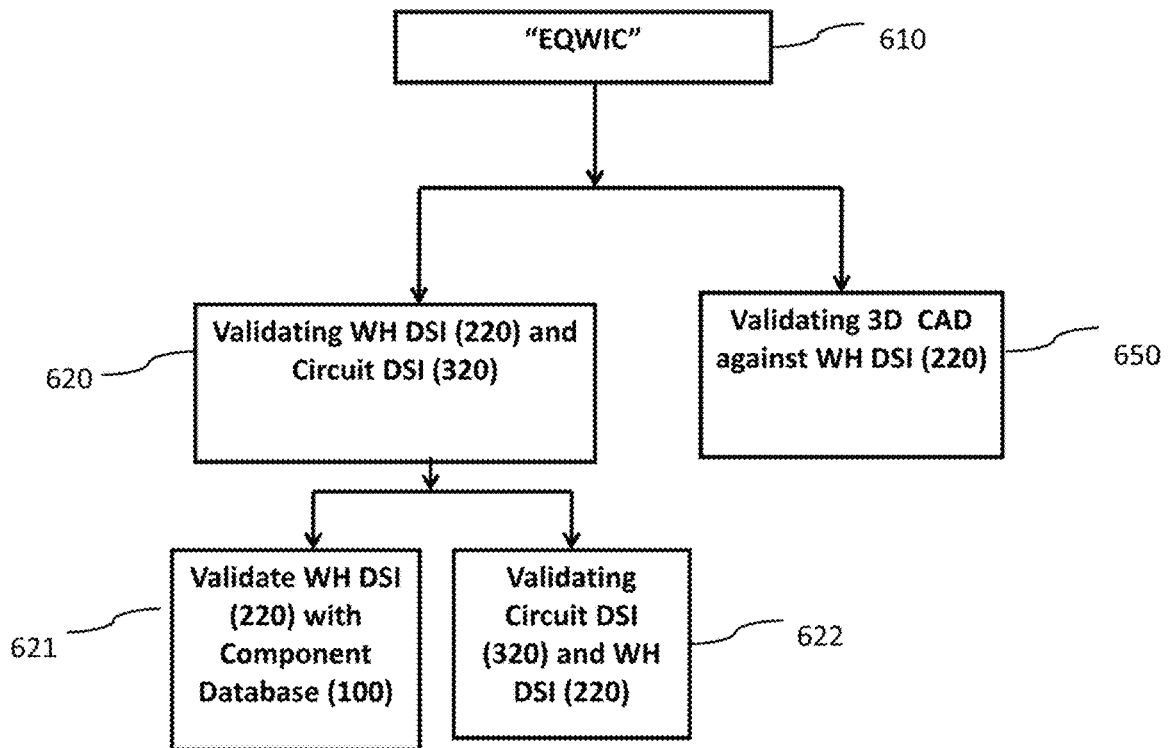 “EQWIC”
610
Validating WH DSI (220) and
Circuit DSI (320)
620
Validating 3D CAD
against WH DSI (220)
650
Validate WH DSI
(220) with
Component
Database (100)
621
Validating
Circuit DSI
(320) and WH
DSI (220)
622